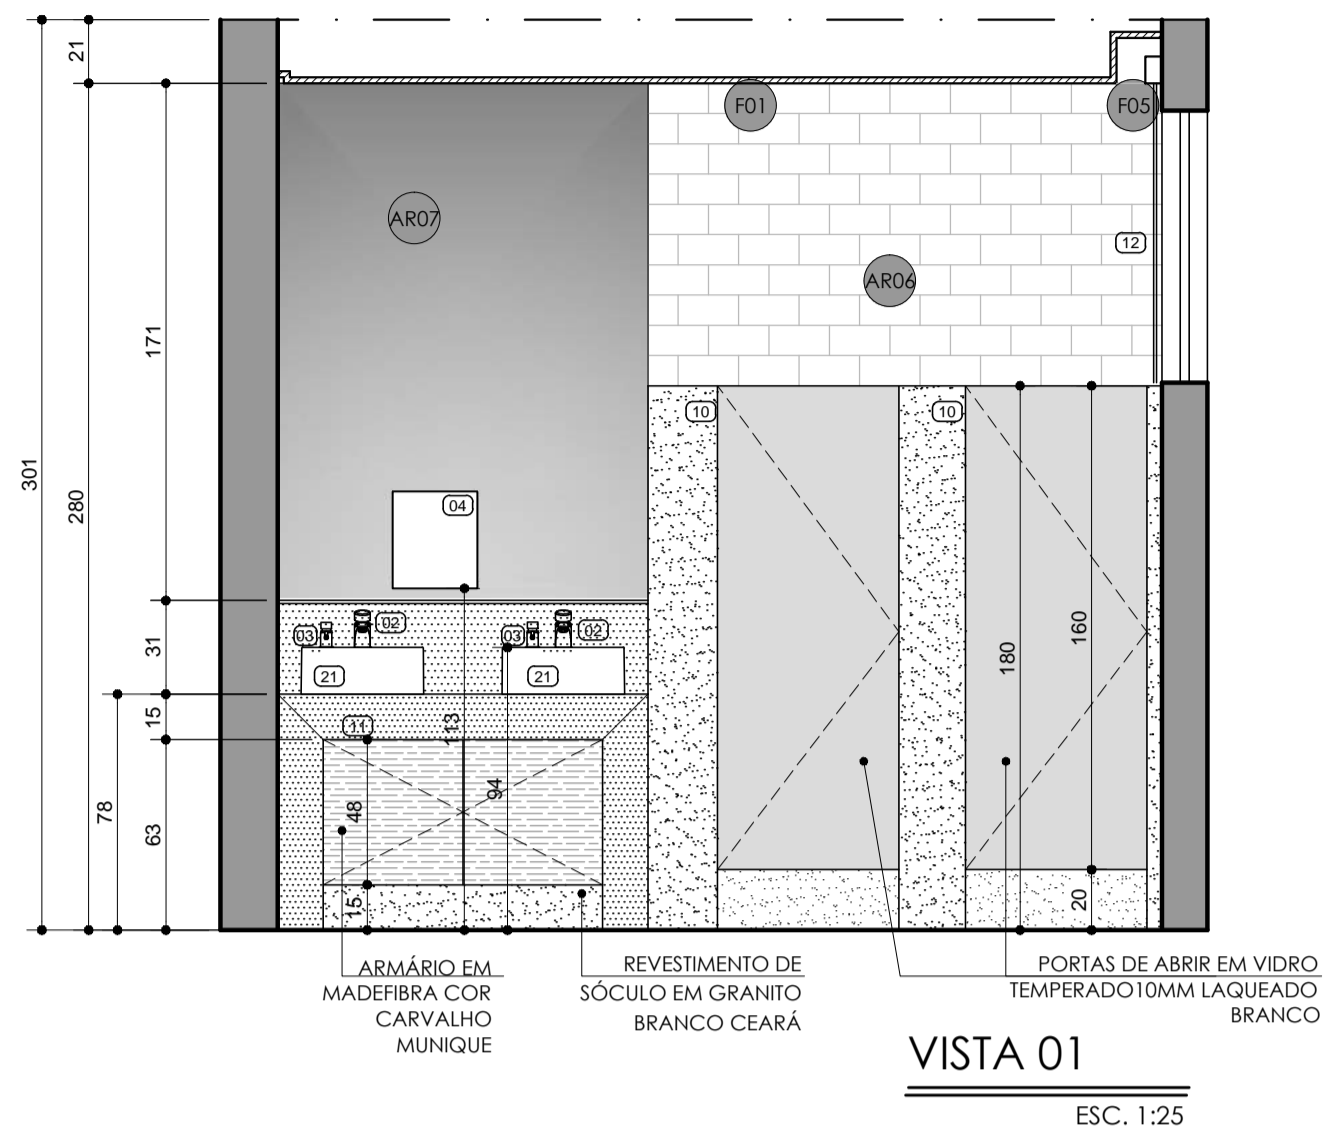 21
F01
F05
AR07
12
AR06
171
301
280
10
10
04
180
160
03
02
03
02
31
21
21
15
11
113
94
78
63
48
15
20
ARMÁRIO EM
MADEFIBRA COR
CARVALHO
MUNIQUE
REVESTIMENTO DE
SÓCULO EM GRANITO
BRANCO CEARÁ
PORTAS DE ABRIR EM VIDRO
TEMPERADO10MM LAQUEADO
BRANCO
VISTA 01
ESC. 1:25